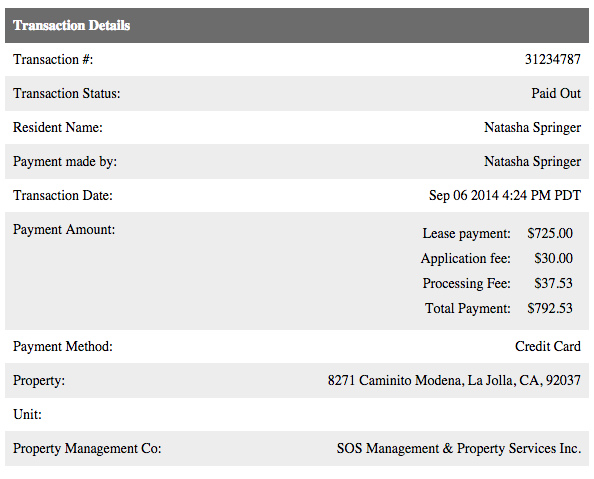 Transaction Details
Transaction #: 31234787
Transaction Status: Paid Out
Resident Name: Natasha Springer
Payment made by: Natasha Springer
Transaction Date: Sep 06 2014 4:24 PM PDT
Payment Amount: Lease payment: $725.00
Application fee: $30.00
Processing Fee: $37.53
Total Payment: $792.53
Payment Method: Credit Card
Property: 8271 Caminito Modena, La Jolla, CA, 92037
Unit:
Property Management Co: SOS Management & Property Services Inc.